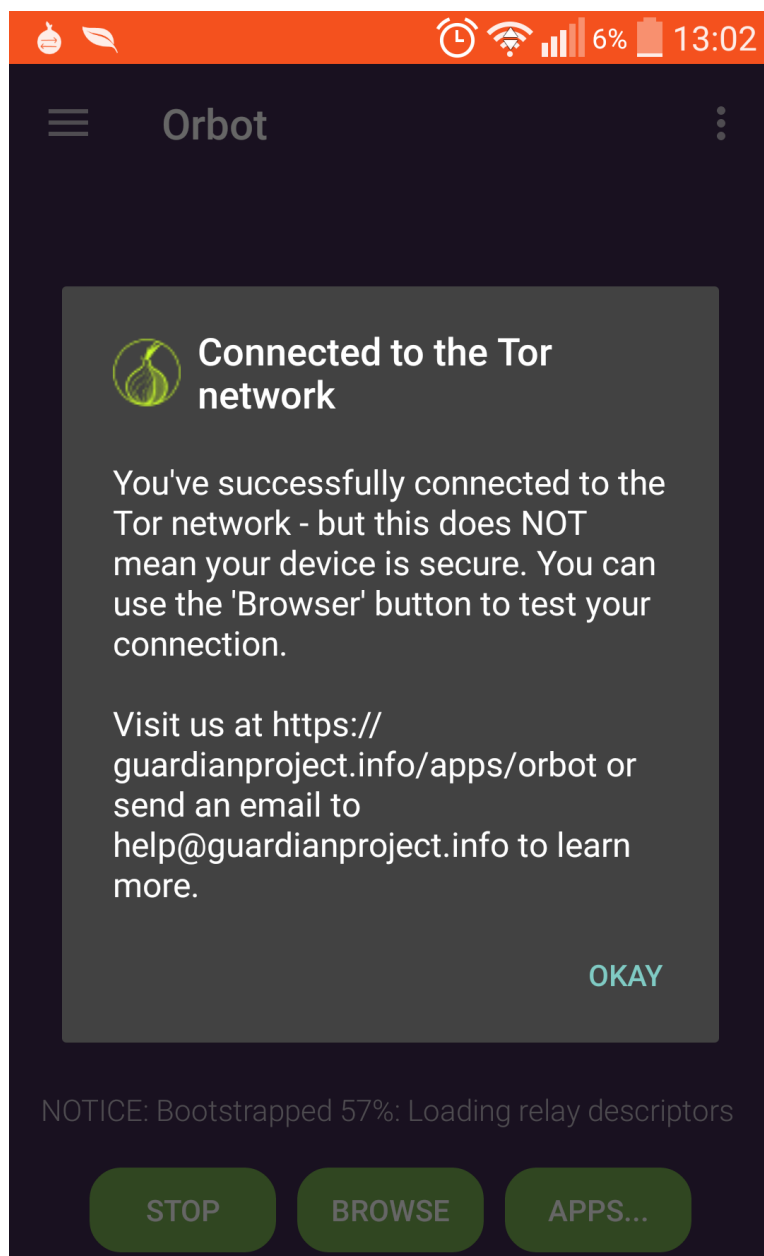 6% 13:02
Orbot
Connected to the Tor
network
You've successfully connected to the
Tor network - but this does NOT
mean your device is secure. You can
use the 'Browser' button to test your
connection.
Visit us at https://
guardianproject.info/apps/orbot or
send an email to
help@guardianproject.info to learn
more.
OKAY
NOTICE: Bootstrapped 57%: Loading relay descriptors
STOP BROWSE APPS...